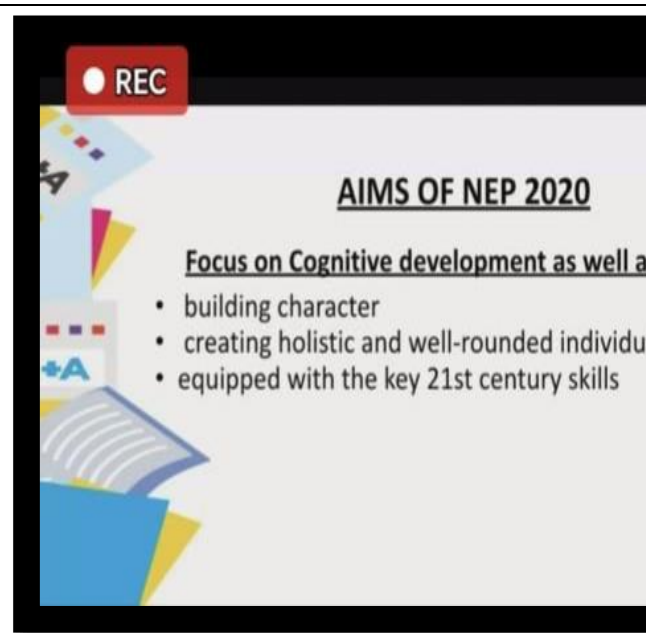 REC
+A
AIMS OF NEP 2020
Focus on Cognitive development as well a
• building character
• creating holistic and well-rounded individu
• equipped with the key 21st century skills
+A